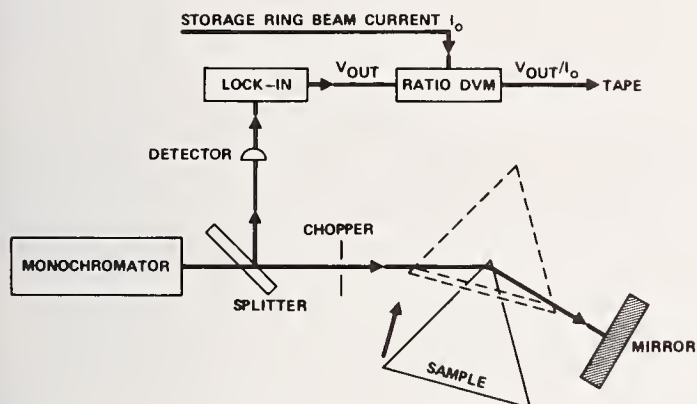 STORAGE RING BEAM CURRENT I₀
LOCK-IN
V_OUT
RATIO DVM
V_OUT/I₀
TAPE
DETECTOR
CHOPPER
MONOCHROMATOR
SPLITTER
SAMPLE
MIRROR